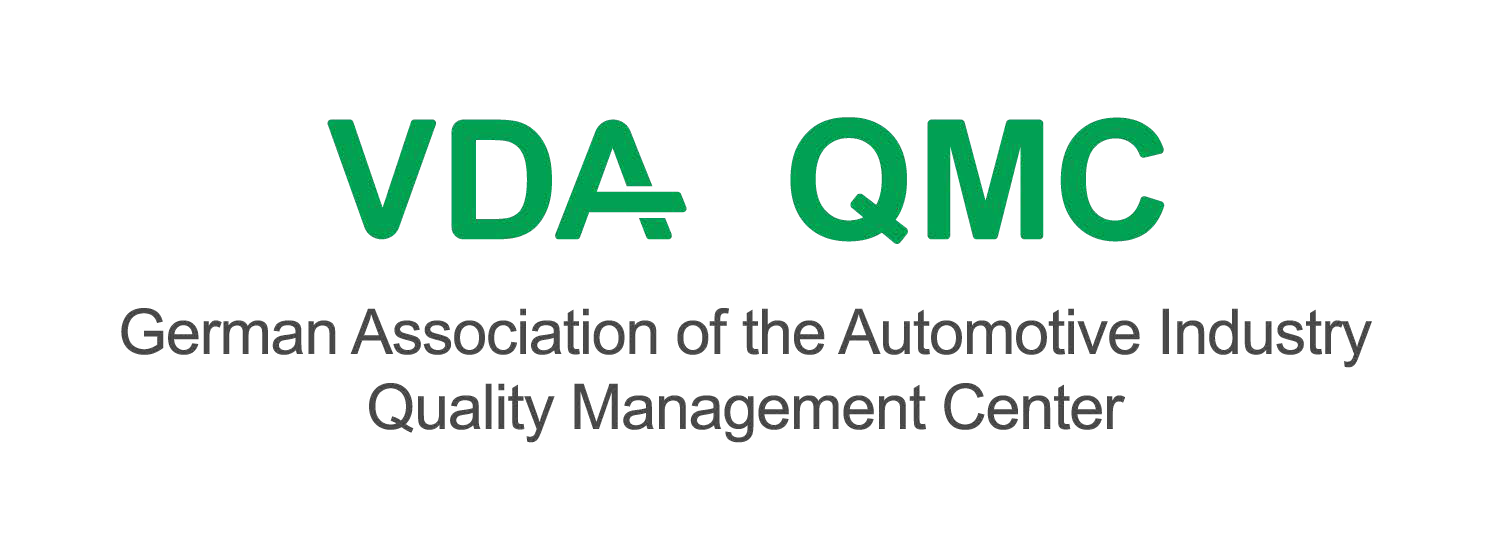 VDA QMC
German Association of the Automotive Industry
Quality Management Center